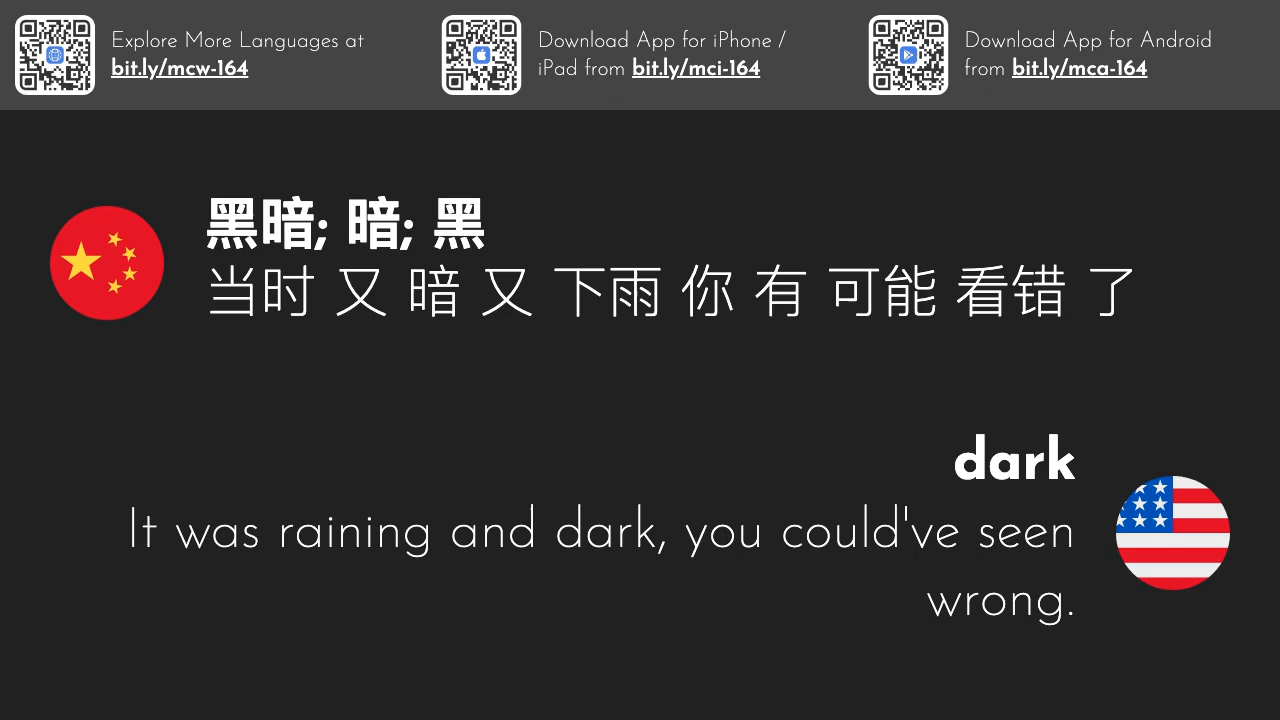 Explore More Languages at
bit.ly/mcw-164
Download App for iPhone /
iPad from bit.ly/mci-164
Download App for Android
from bit.ly/mca-164
黑暗; 暗; 黑
当时 又 暗 又 下雨 你 有 可能 看错 了
dark
It was raining and dark, you could've seen
wrong.